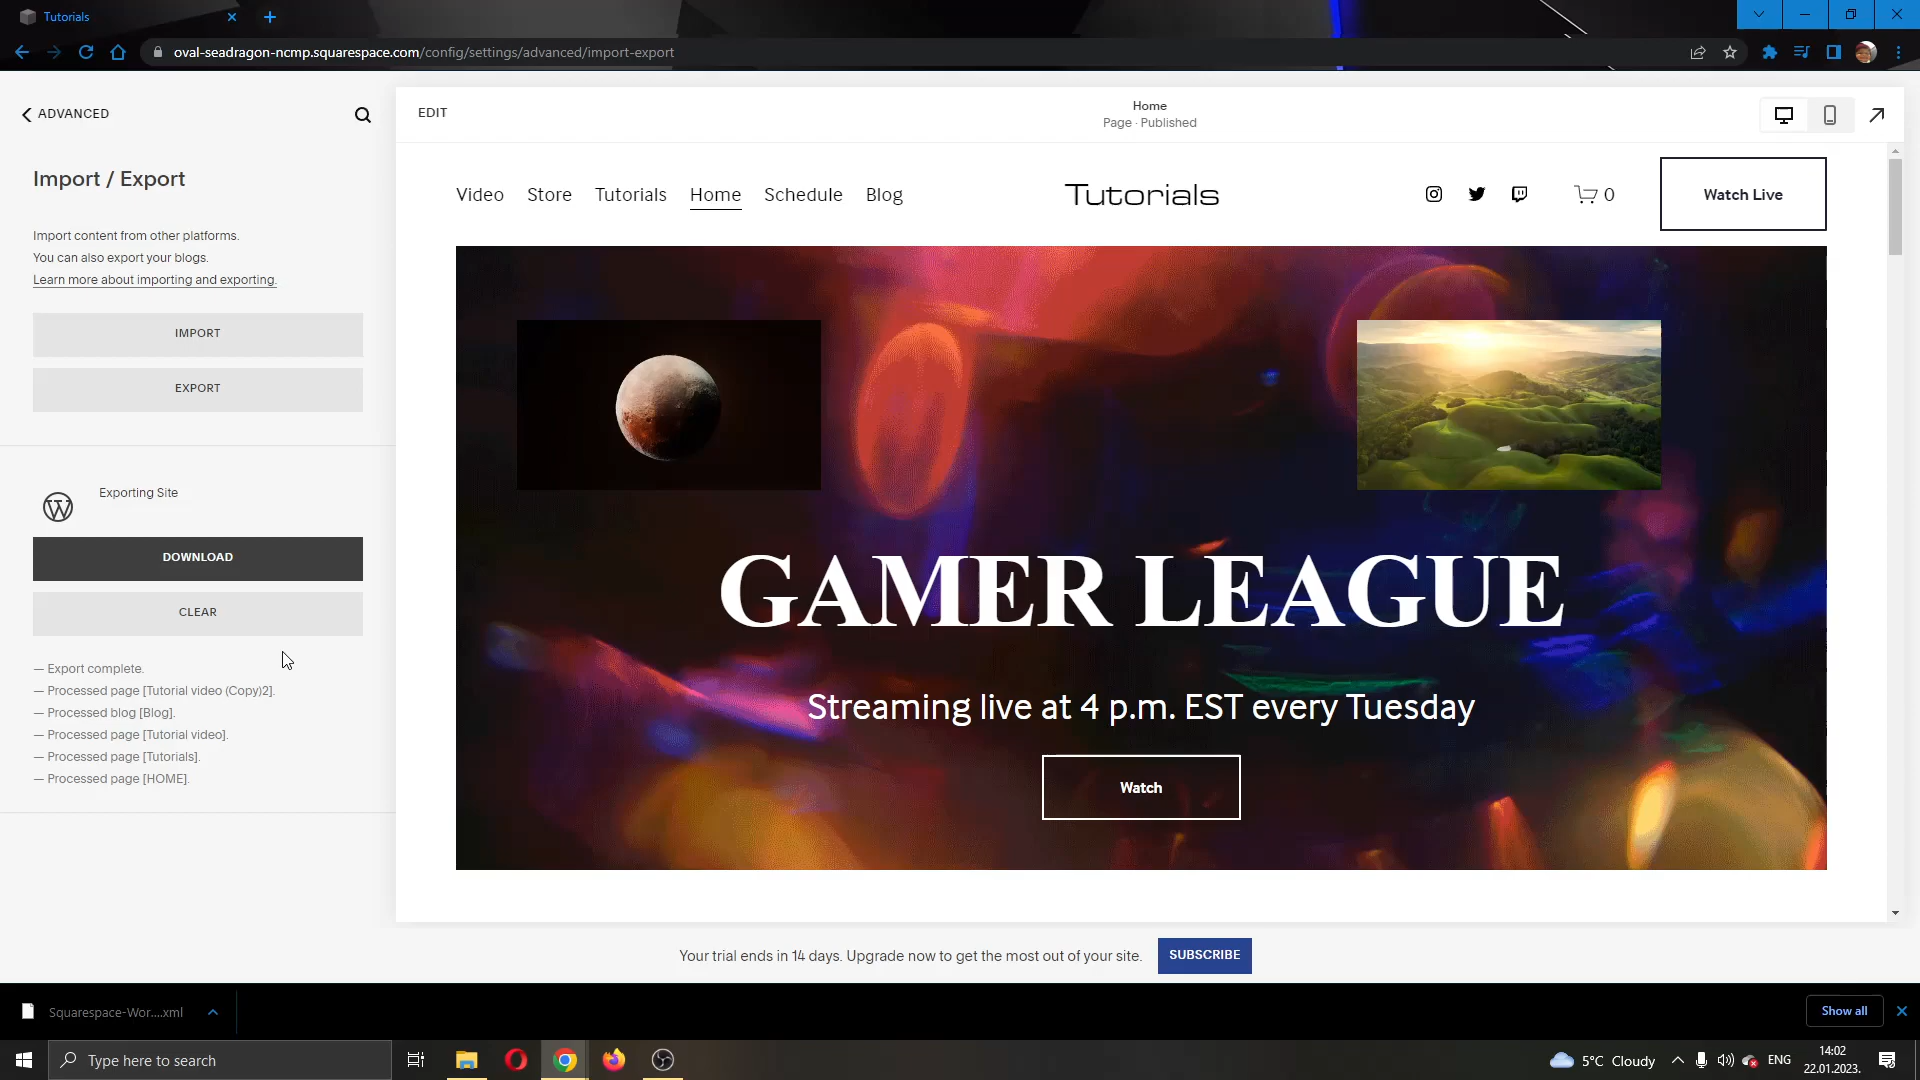 Tutorials
oval-seadragon-ncmp.squarespace.com/config/settings/advanced/import-export
ADVANCED
EDIT
Home
Page · Published
Import / Export
Import content from other platforms.
You can also export your blogs.
Learn more about importing and exporting.
IMPORT
EXPORT
Exporting Site
DOWNLOAD
CLEAR
— Export complete.
— Processed page [Tutorial video (Copy)2].
— Processed blog [Blog].
— Processed page [Tutorial video].
— Processed page [Tutorials].
— Processed page [HOME].
Video Store Tutorials Home Schedule Blog
Tutorials
0
Watch Live
GAMER LEAGUE
Streaming live at 4 p.m. EST every Tuesday
Watch
Your trial ends in 14 days. Upgrade now to get the most out of your site.
SUBSCRIBE
Squarespace-Wor....xml
Show all
Type here to search
5°C Cloudy
ENG
14:02
22.01.2023.